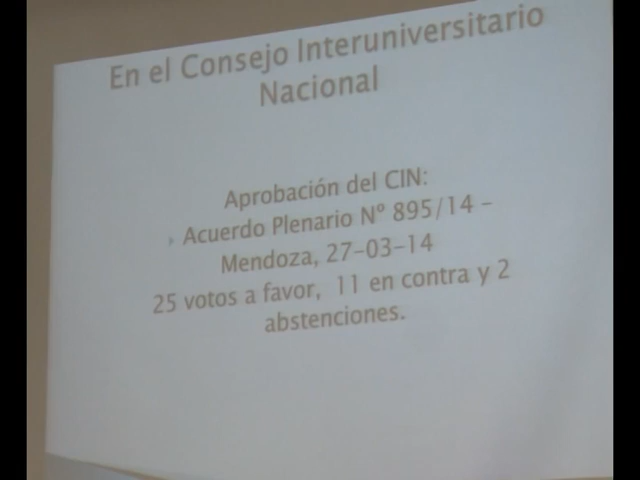 En el Consejo Interuniversitario
Nacional
Aprobación del CIN:
Acuerdo Plenario Nº 895/14 –
Mendoza, 27-03-14
25 votos a favor, 11 en contra y 2
abstenciones.